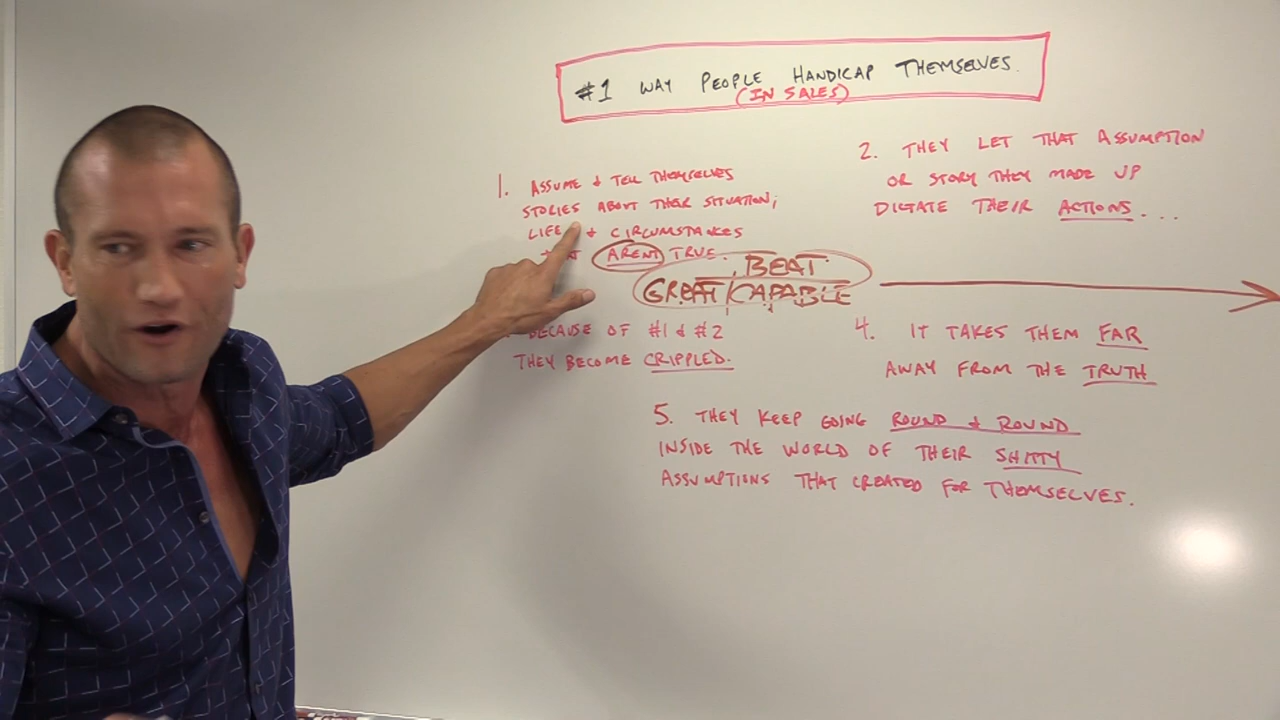 #1 WAY PEOPLE HANDICAP THEMSELVES.
(IN SALES)
1. ASSUME & TELL THEMSELVES
STORIES ABOUT THEIR SITUATION,
LIFE & CIRCUMSTANCES
ARENT TRUE.
2. THEY LET THAT ASSUMPTION
OR STORY THEY MADE UP
DICTATE THEIR ACTIONS...
BEAT
GREAT/CAPABLE
BECAUSE OF #1 & #2
THEY BECOME CRIPPLED.
4. IT TAKES THEM FAR
AWAY FROM THE TRUTH
5. THEY KEEP GOING ROUND & ROUND
INSIDE THE WORLD OF THEIR SHITTY
ASSUMPTIONS THAT CREATED FOR THEMSELVES.